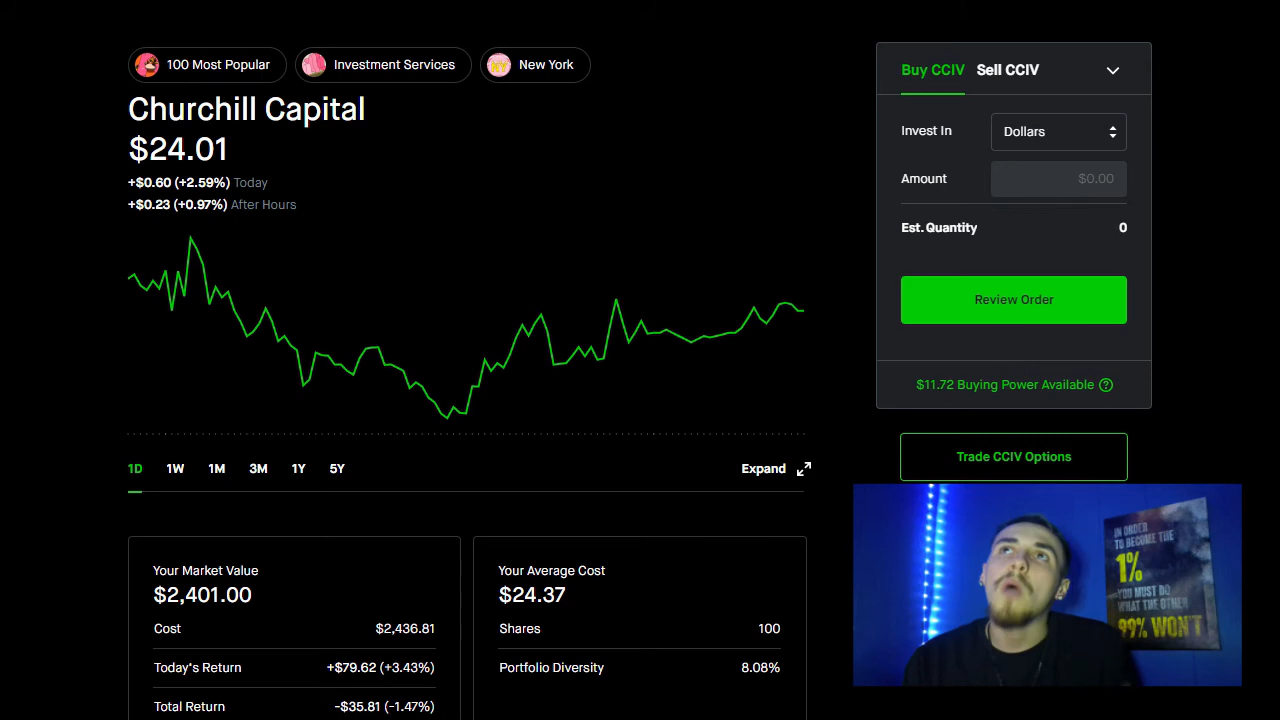 100 Most Popular
Investment Services
NY
New York
Churchill Capital
$24.01
+$0.60 (+2.59%) Today
+$0.23 (+0.97%) After Hours
1D 1W 1M 3M 1Y 5Y
Expand
Your Market Value
$2,401.00
Cost $2,436.81
Today's Return +$79.62 (+3.43%)
Total Return -$35.81 (-1.47%)
Your Average Cost
$24.37
Shares 100
Portfolio Diversity 8.08%
Buy CCIV Sell CCIV
Invest In Dollars
Amount $0.00
Est. Quantity 0
Review Order
$11.72 Buying Power Available
Trade CCIV Options
IN ORDER
TO BECOME THE
1%
YOU MUST DO
WHAT THE OTHER
99% WON'T